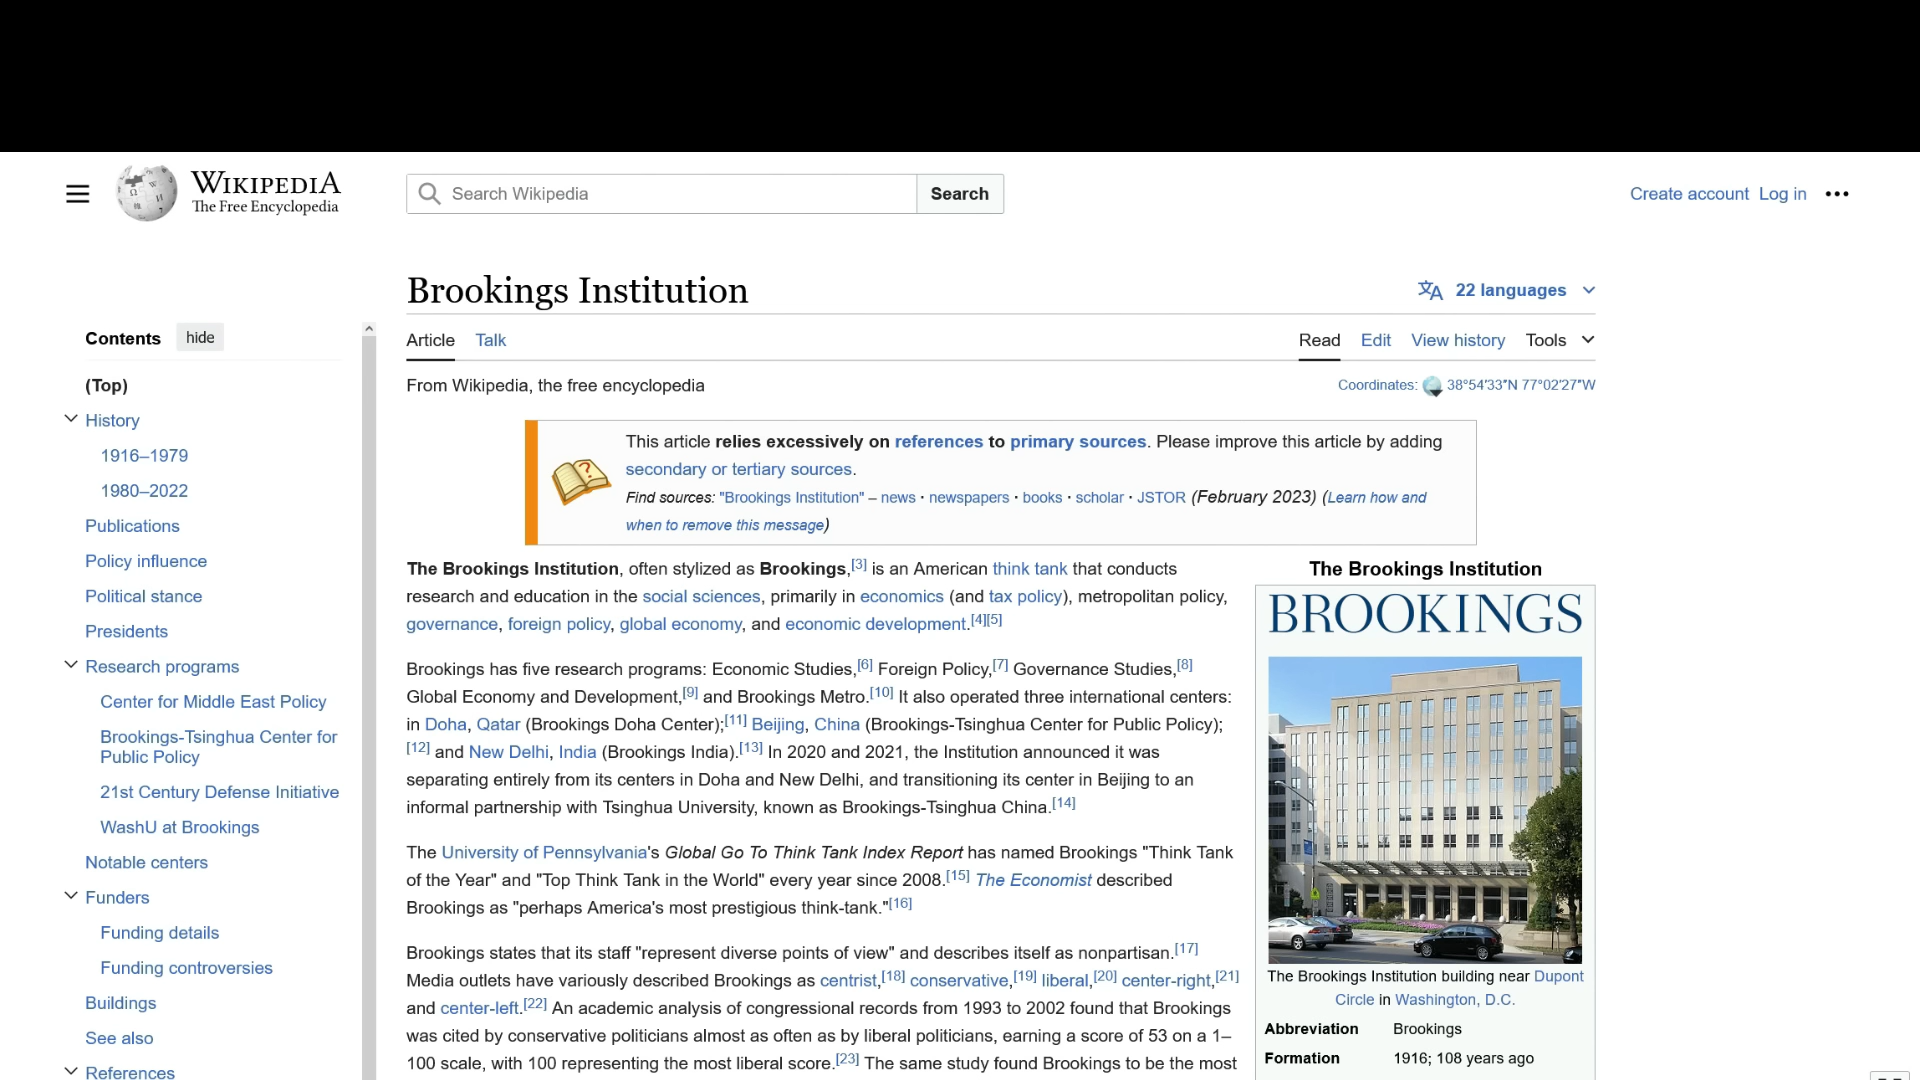 WIKIPEDIA
The Free Encyclopedia
Search Wikipedia
Search
Create account Log in
Brookings Institution
22 languages
Contents hide
(Top)
History
1916–1979
1980–2022
Publications
Policy influence
Political stance
Presidents
Research programs
Center for Middle East Policy
Brookings-Tsinghua Center for
Public Policy
21st Century Defense Initiative
WashU at Brookings
Notable centers
Funders
Funding details
Funding controversies
Buildings
See also
References
Article Talk
Read Edit View history Tools
From Wikipedia, the free encyclopedia
Coordinates: 38°54′33″N 77°02′27″W
This article relies excessively on references to primary sources. Please improve this article by adding
secondary or tertiary sources.
Find sources: "Brookings Institution" – news · newspapers · books · scholar · JSTOR (February 2023) (Learn how and
when to remove this message)
The Brookings Institution, often stylized as Brookings,[3] is an American think tank that conducts
research and education in the social sciences, primarily in economics (and tax policy), metropolitan policy,
governance, foreign policy, global economy, and economic development.[4][5]
Brookings has five research programs: Economic Studies,[6] Foreign Policy,[7] Governance Studies,[8]
Global Economy and Development,[9] and Brookings Metro.[10] It also operated three international centers:
in Doha, Qatar (Brookings Doha Center);[11] Beijing, China (Brookings-Tsinghua Center for Public Policy);
[12] and New Delhi, India (Brookings India).[13] In 2020 and 2021, the Institution announced it was
separating entirely from its centers in Doha and New Delhi, and transitioning its center in Beijing to an
informal partnership with Tsinghua University, known as Brookings-Tsinghua China.[14]
The University of Pennsylvania's Global Go To Think Tank Index Report has named Brookings "Think Tank
of the Year" and "Top Think Tank in the World" every year since 2008.[15] The Economist described
Brookings as "perhaps America's most prestigious think-tank."[16]
Brookings states that its staff "represent diverse points of view" and describes itself as nonpartisan.[17]
Media outlets have variously described Brookings as centrist,[18] conservative,[19] liberal,[20] center-right,[21]
and center-left.[22] An academic analysis of congressional records from 1993 to 2002 found that Brookings
was cited by conservative politicians almost as often as by liberal politicians, earning a score of 53 on a 1–
100 scale, with 100 representing the most liberal score.[23] The same study found Brookings to be the most
The Brookings Institution
BROOKINGS
The Brookings Institution building near Dupont
Circle in Washington, D.C.
Abbreviation Brookings
Formation 1916; 108 years ago